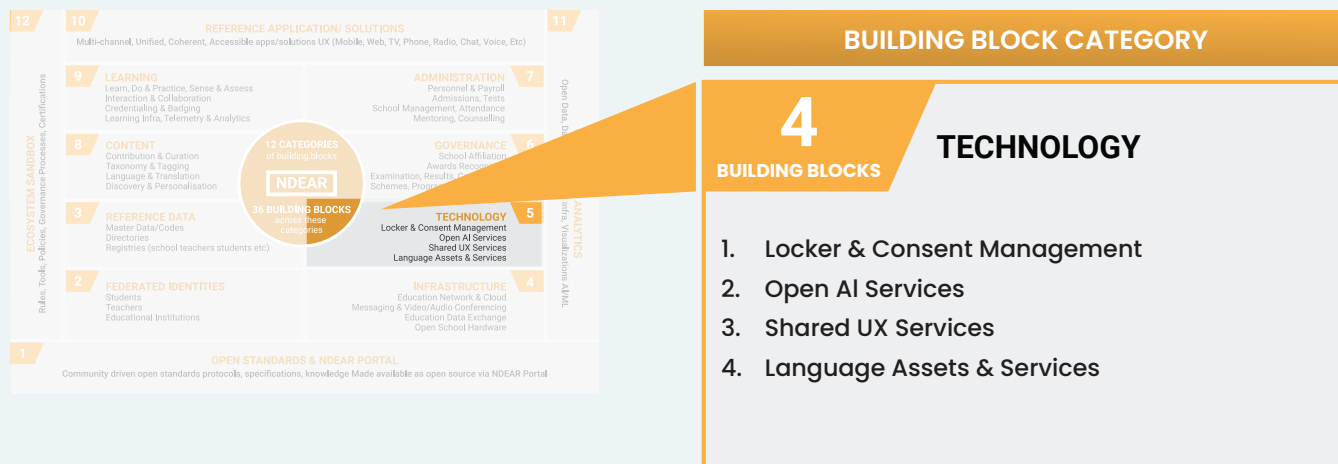 12
ECOSYSTEM SANDBOX
Rules, Tools, Policies, Governance Processes, Certifications
10
REFERENCE APPLICATION/ SOLUTIONS
Multi-channel, Unified, Coherent, Accessible apps/solutions UX (Mobile, Web, TV, Phone, Radio, Chat, Voice, Etc)
11
ANALYTICS
Open Data,
infra, Visualizations AI/ML
9
LEARNING
Learn, Do & Practice, Sense & Assess
Interaction & Collaboration
Credentialing & Badging
Learning Infra, Telemetry & Analytics
ADMINISTRATION
7
Personnel & Payroll
Admissions, Tests
School Management, Attendance
Mentoring, Counselling
8
CONTENT
Contribution & Curation
Taxonomy & Tagging
Language & Translation
Discovery & Personalisation
12 CATEGORIES
of building blocks
NDEAR
36 BUILDING BLOCKS
across these
categories
GOVERNANCE
6
School Affiliation
Awards
Examination, Results,
Schemes,
3
REFERENCE DATA
Master Data/Codes
Directories
Registries (school teachers students etc)
TECHNOLOGY
5
Locker & Consent Management
Open AI Services
Shared UX Services
Language Assets & Services
2
FEDERATED IDENTITIES
Students
Teachers
Educational Institutions
INFRASTRUCTURE
4
Education Network & Cloud
Messaging & Video/Audio Conferencing
Education Data Exchange
Open School Hardware
1
OPEN STANDARDS & NDEAR PORTAL
Community driven open standards protocols, specifications, knowledge Made available as open source via NDEAR Portal
BUILDING BLOCK CATEGORY
4
BUILDING BLOCKS
TECHNOLOGY
1. Locker & Consent Management
2. Open AI Services
3. Shared UX Services
4. Language Assets & Services